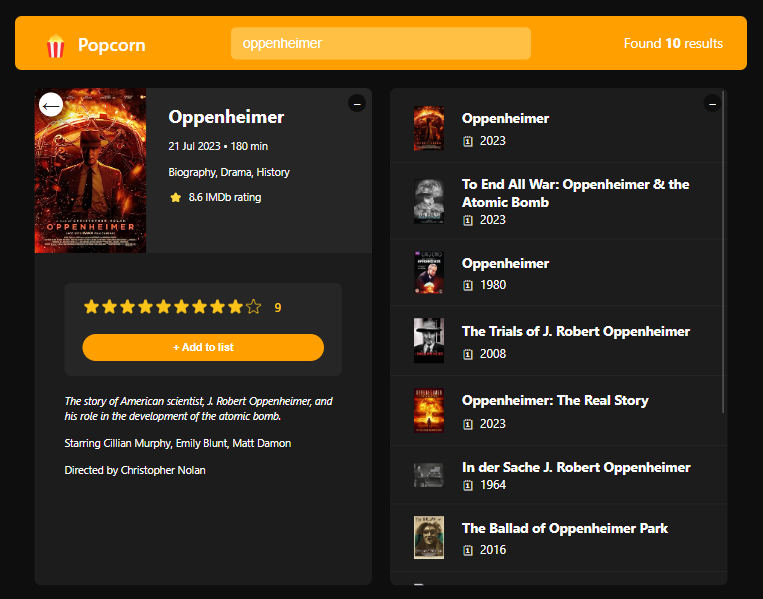 Popcorn
oppenheimer
Found 10 results
←
Oppenheimer
21 Jul 2023 • 180 min
Biography, Drama, History
8.6 IMDb rating
–
OPPENHEIMER
9
+ Add to list
The story of American scientist, J. Robert Oppenheimer, and
his role in the development of the atomic bomb.
Starring Cillian Murphy, Emily Blunt, Matt Damon
Directed by Christopher Nolan
–
Oppenheimer
2023
To End All War: Oppenheimer & the
Atomic Bomb
2023
Oppenheimer
1980
The Trials of J. Robert Oppenheimer
2008
Oppenheimer: The Real Story
2023
In der Sache J. Robert Oppenheimer
1964
The Ballad of Oppenheimer Park
2016